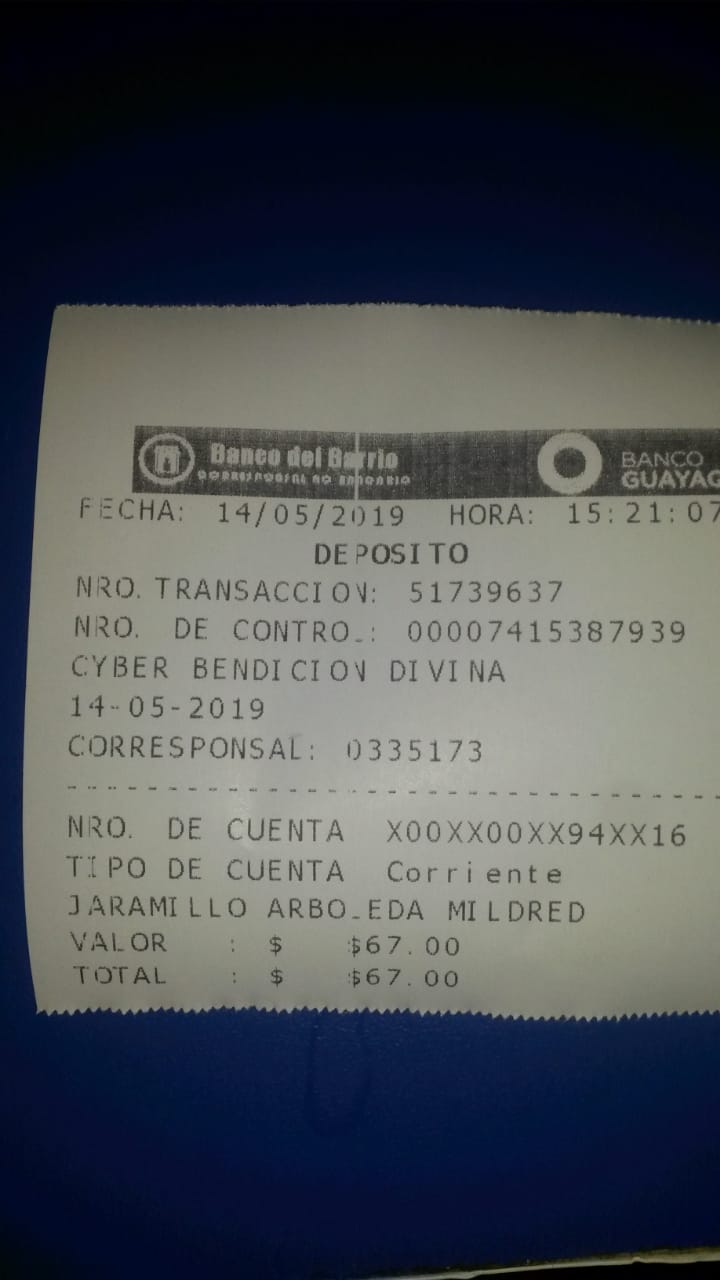 Banco del Barrio
CORRESPONSAL NO BANCARIO
BANCO
GUAYAQ
FECHA: 14/05/2019 HORA: 15:21:07
DEPOSITO
NRO. TRANSACCION: 51739637
NRO. DE CONTROL: 00007415387939
CYBER BENDICION DIVINA
14-05-2019
CORRESPONSAL: 0335173
NRO. DE CUENTA X00XX00XX94XX16
TIPO DE CUENTA Corriente
JARAMILLO ARBOLEDA MILDRED
VALOR : $ $67.00
TOTAL : $ $67.00